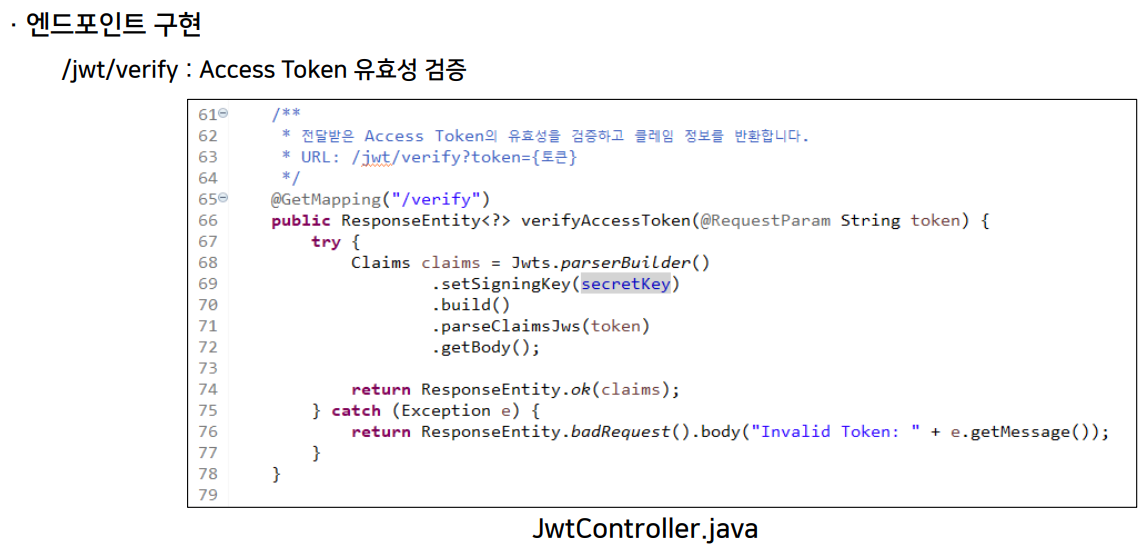 · 엔드포인트 구현
/jwt/verify : Access Token 유효성 검증
61 /**
62 * 전달받은 Access Token의 유효성을 검증하고 클레임 정보를 반환합니다.
63 * URL: /jwt/verify?token={토큰}
64 */
65 @GetMapping("/verify")
66 public ResponseEntity<?> verifyAccessToken(@RequestParam String token) {
67 try {
68 Claims claims = Jwts.parserBuilder()
69 .setSigningKey(secretKey)
70 .build()
71 .parseClaimsJws(token)
72 .getBody();
73
74 return ResponseEntity.ok(claims);
75 } catch (Exception e) {
76 return ResponseEntity.badRequest().body("Invalid Token: " + e.getMessage());
77 }
78 }
79
JwtController.java